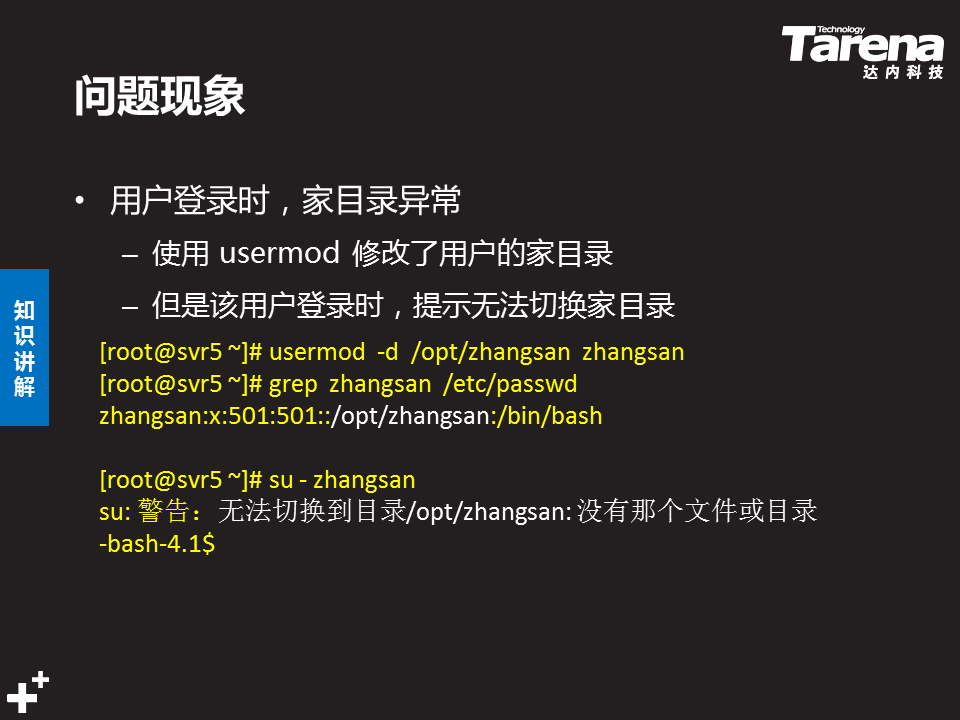 Technology
Tarena
达内科技
问题现象
• 用户登录时，家目录异常
– 使用 usermod 修改了用户的家目录
– 但是该用户登录时，提示无法切换家目录
知识讲解
[root@svr5 ~]# usermod -d /opt/zhangsan zhangsan
[root@svr5 ~]# grep zhangsan /etc/passwd
zhangsan:x:501:501::/opt/zhangsan:/bin/bash
[root@svr5 ~]# su - zhangsan
su: 警告：无法切换到目录/opt/zhangsan: 没有那个文件或目录
-bash-4.1$